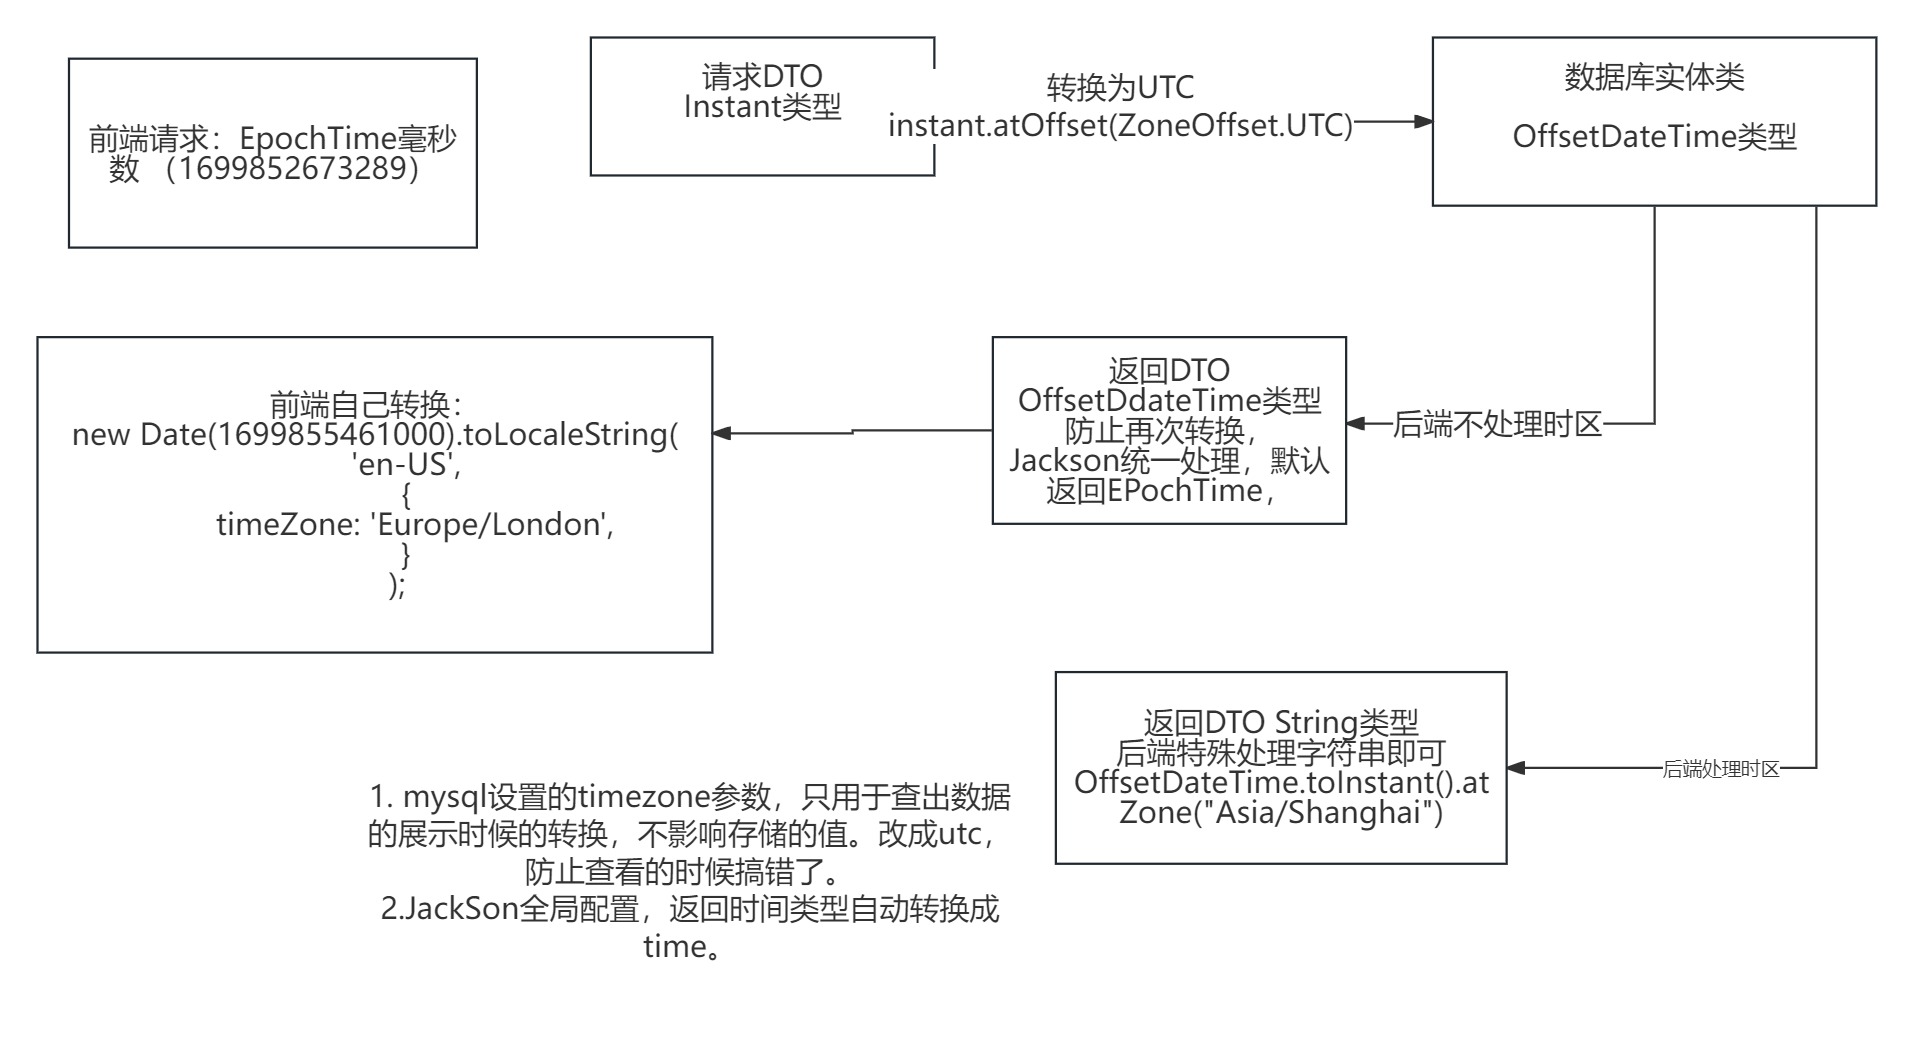 前端请求：EpochTime毫秒
数 （1699852673289）
请求DTO
Instant类型
转换为UTC
instant.atOffset(ZoneOffset.UTC)
数据库实体类
OffsetDateTime类型
前端自己转换：
new Date(1699855461000).toLocaleString(
'en-US',
{
timeZone: 'Europe/London',
}
);
返回DTO
OffsetDdateTime类型
防止再次转换，
Jackson统一处理，默认
返回EPochTime，
后端不处理时区
返回DTO String类型
后端特殊处理字符串即可
OffsetDateTime.toInstant().at
Zone("Asia/Shanghai")
后端处理时区
1. mysql设置的timezone参数，只用于查出数据
的展示时候的转换，不影响存储的值。改成utc，
防止查看的时候搞错了。
2.JackSon全局配置，返回时间类型自动转换成
time。